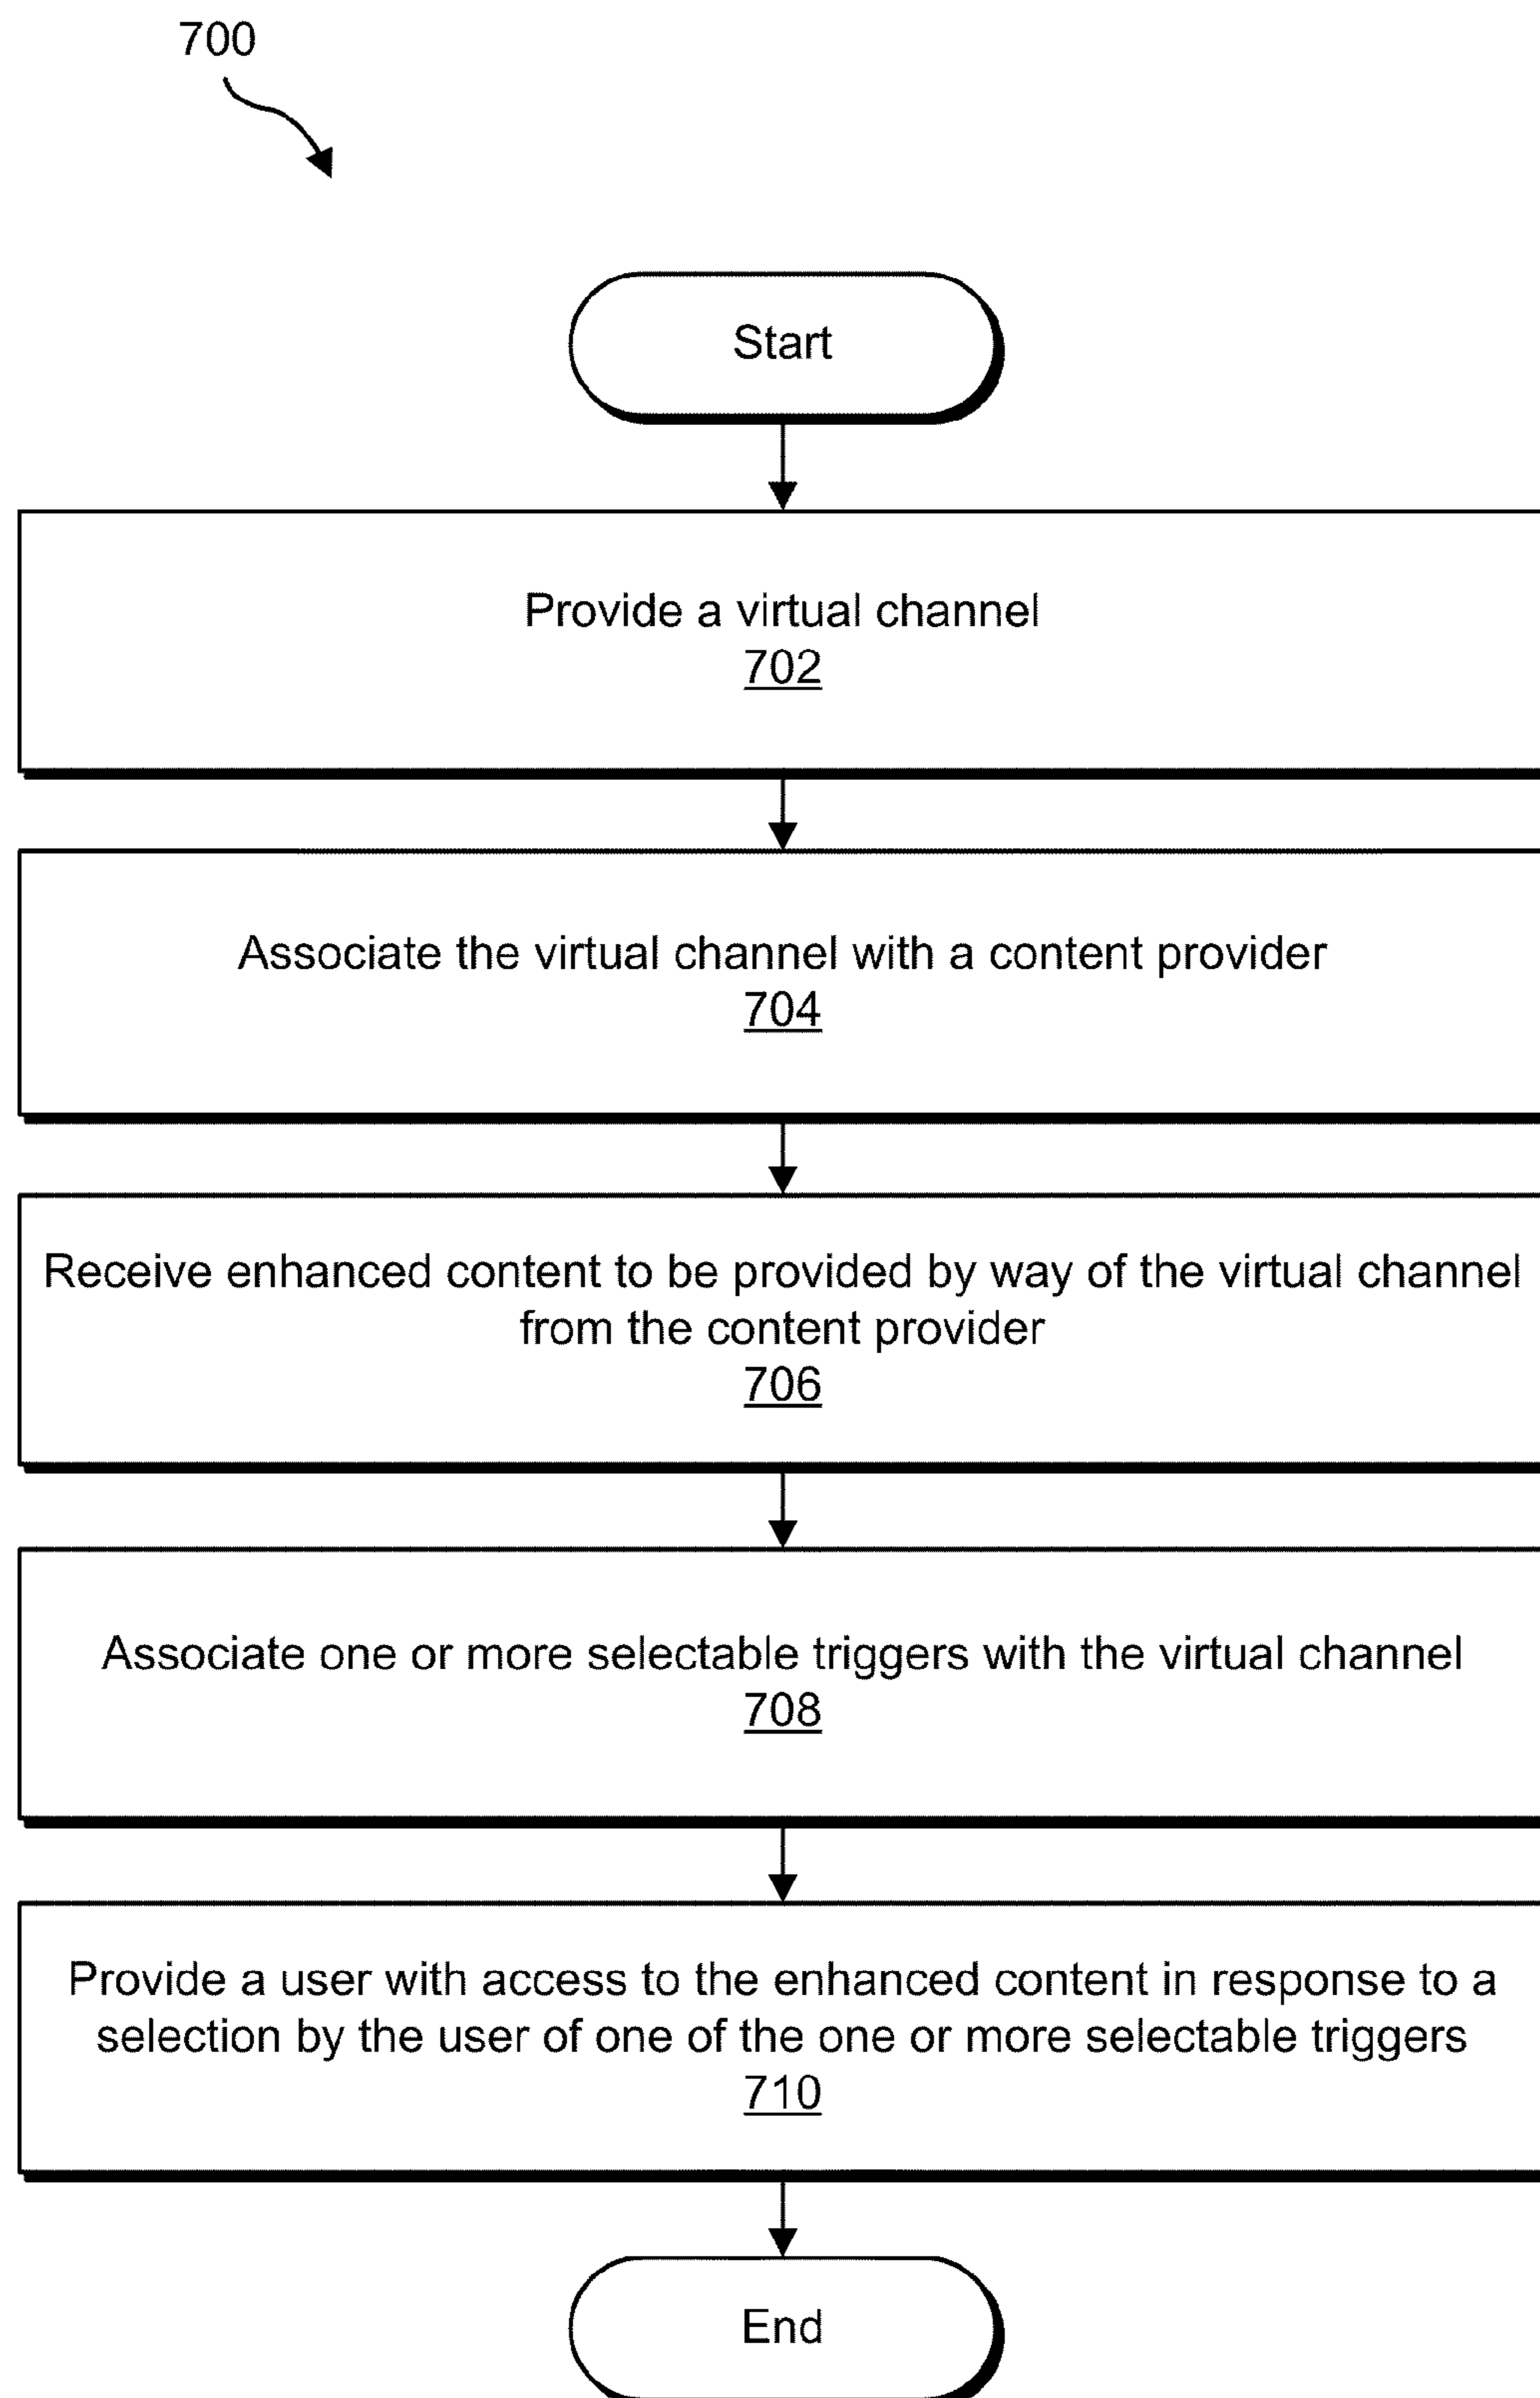 700
Start
Provide a virtual channel
702
Associate the virtual channel with a content provider
704
Receive enhanced content to be provided by way of the virtual channel
from the content provider
706
Associate one or more selectable triggers with the virtual channel
708
Provide a user with access to the enhanced content in response to a
selection by the user of one of the one or more selectable triggers
710
End